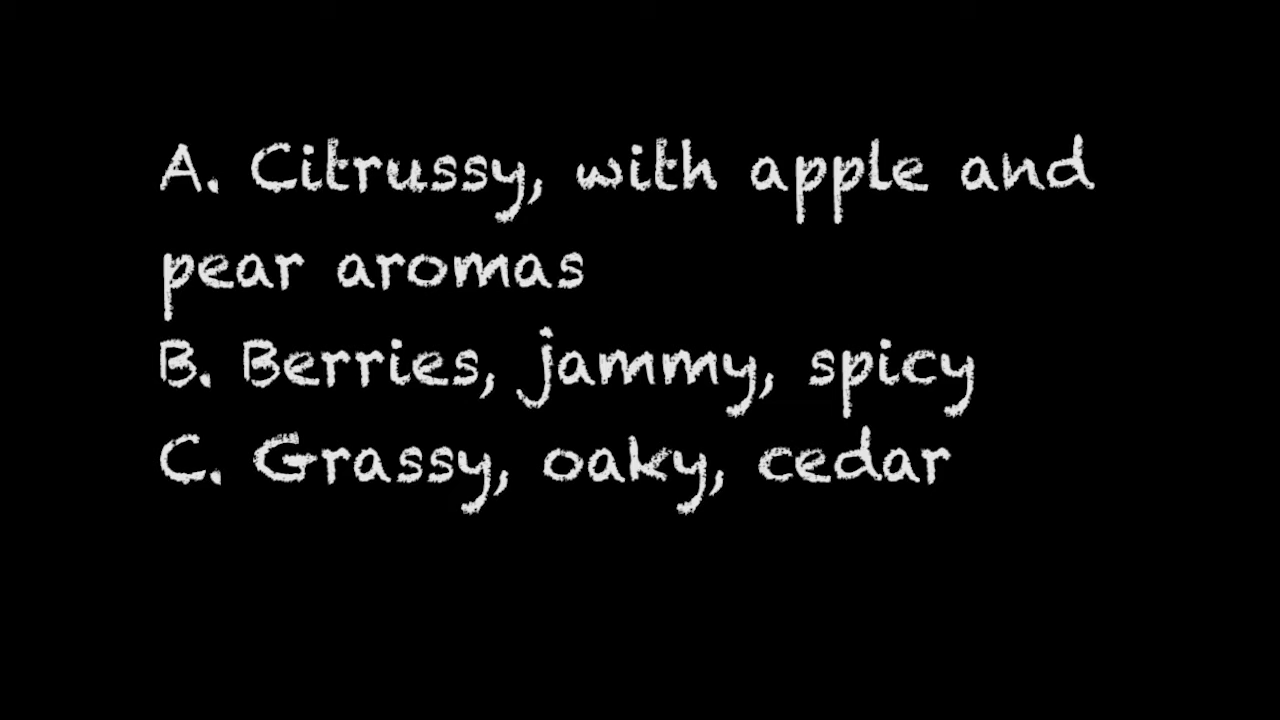 A. Citrussy, with apple and
pear aromas
B. Berries, jammy, spicy
C. Grassy, oaky, cedar